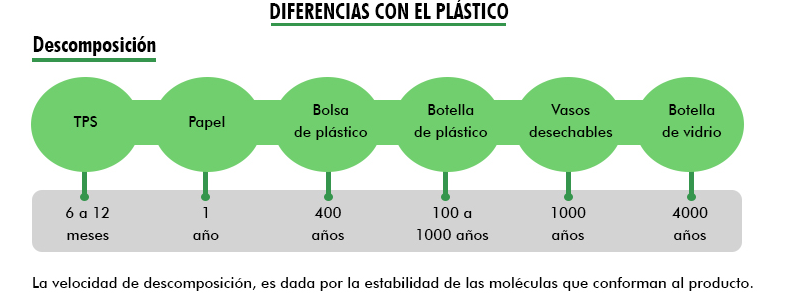 DIFERENCIAS CON EL PLÁSTICO
Descomposición
TPS
Papel
Bolsa
de plástico
Botella
de plástico
Vasos
desechables
Botella
de vidrio
6 a 12
meses
1
año
400
años
100 a
1000 años
1000
años
4000
años
La velocidad de descomposición, es dada por la estabilidad de las moléculas que conforman al producto.